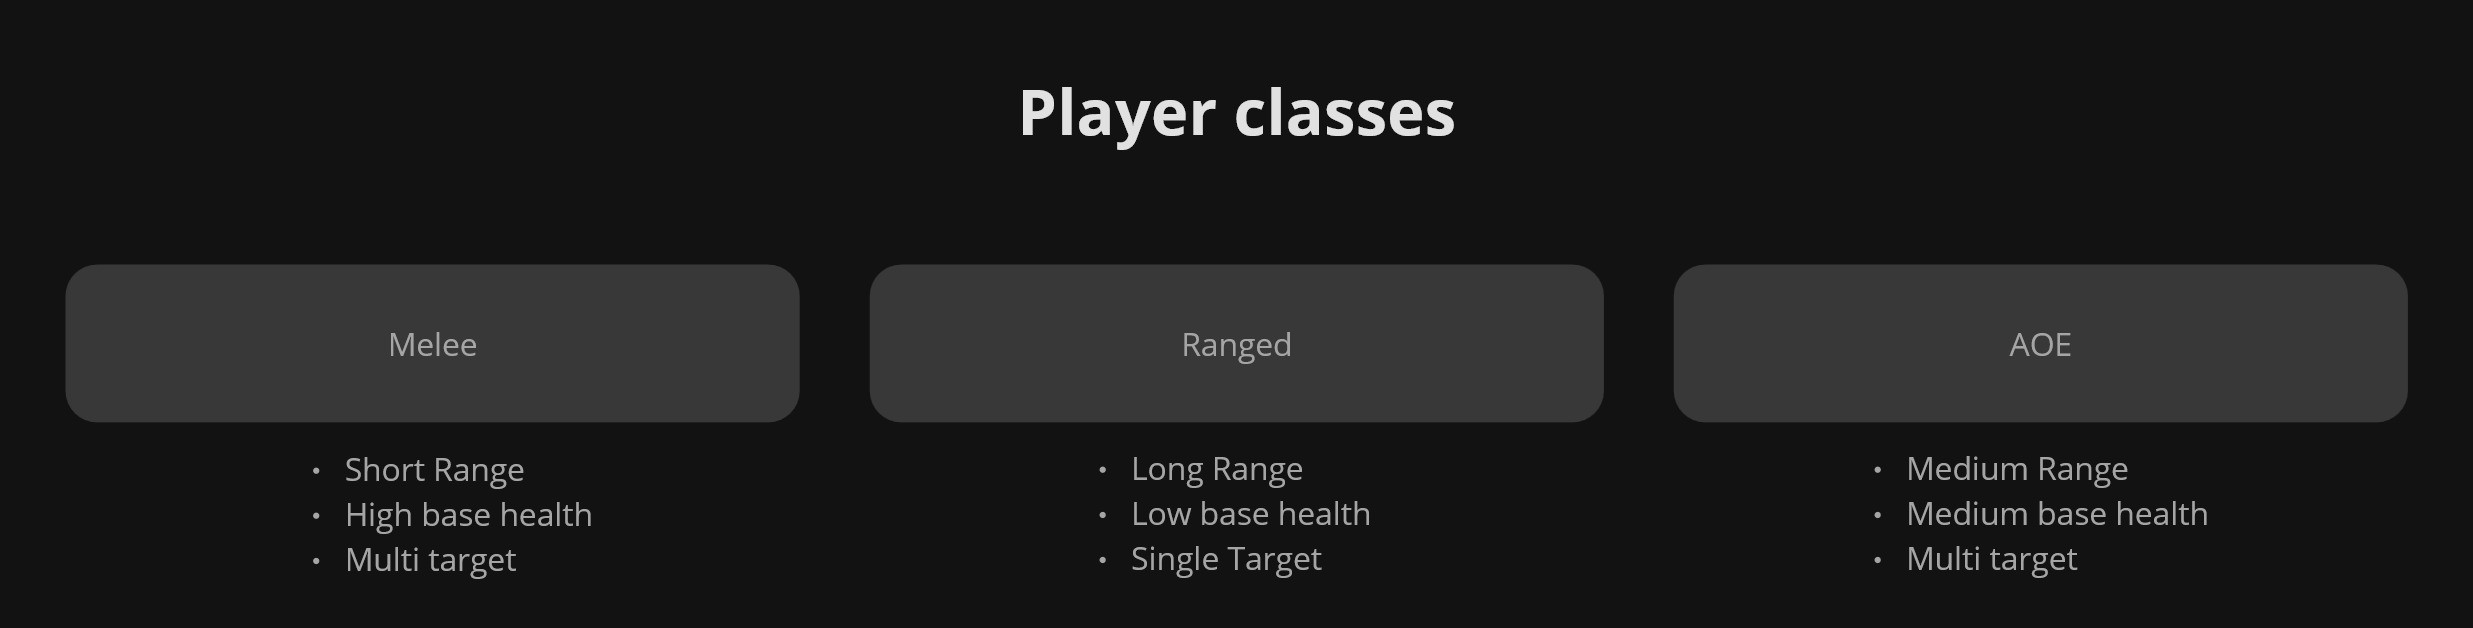 Player classes
Melee
Ranged
AOE
• Short Range
• High base health
• Multi target
• Long Range
• Low base health
• Single Target
• Medium Range
• Medium base health
• Multi target